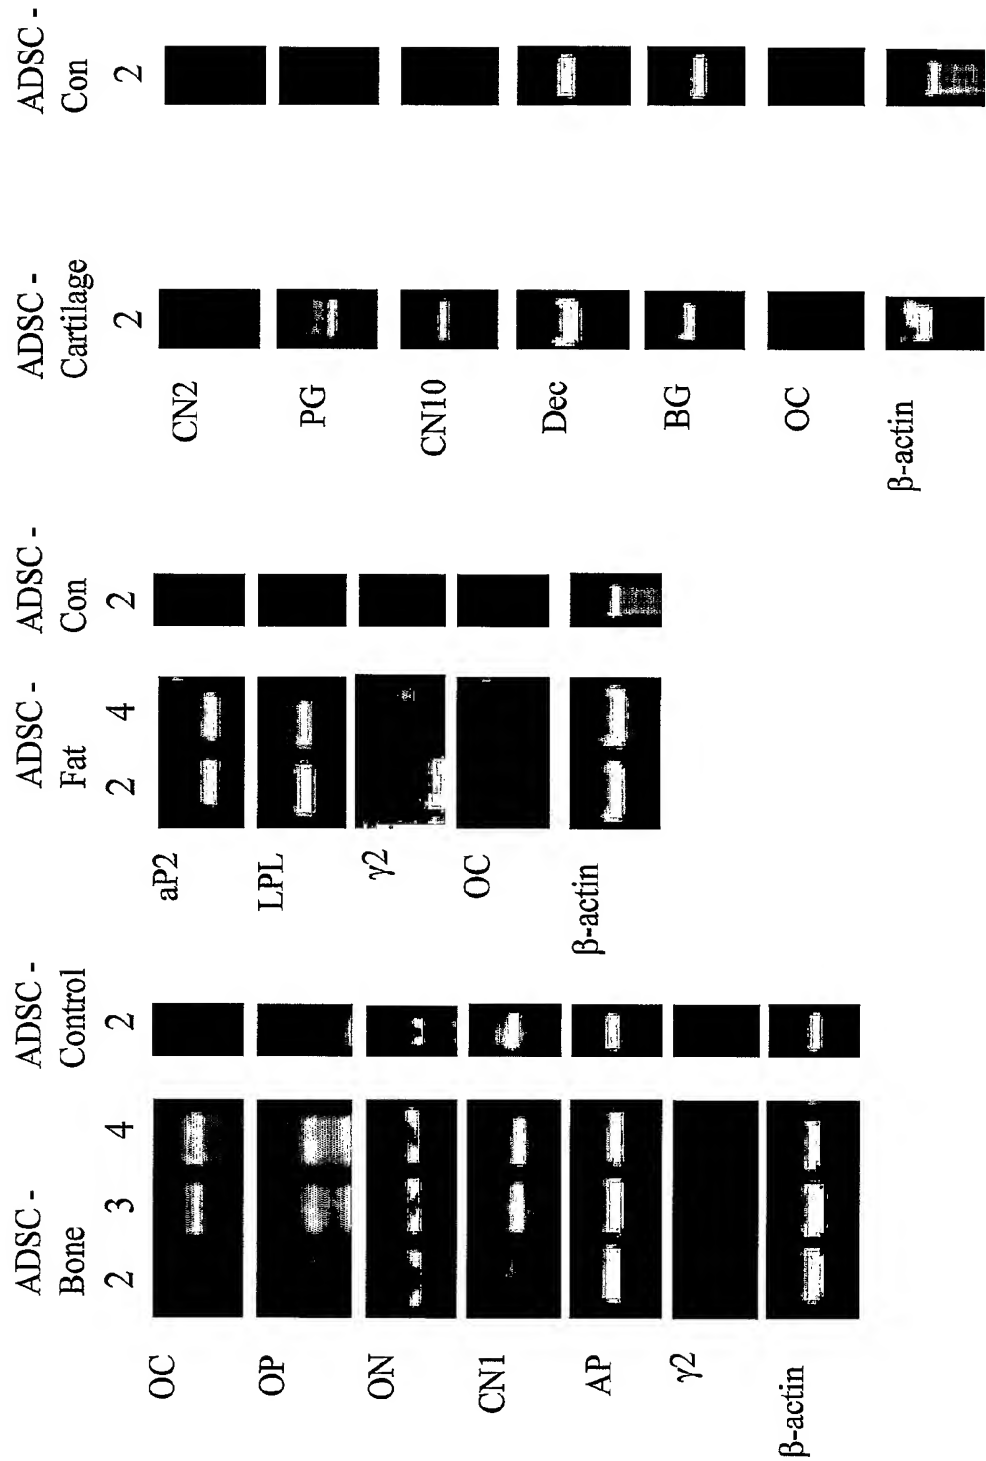 ADSC -
Bone
2 3 4
ADSC -
Control
2
OC
OP
ON
CN1
AP
γ2
β-actin
ADSC -
Fat
2 4
ADSC -
Con
2
aP2
LPL
γ2
OC
β-actin
ADSC -
Cartilage
2
ADSC -
Con
2
CN2
PG
CN10
Dec
BG
OC
β-actin